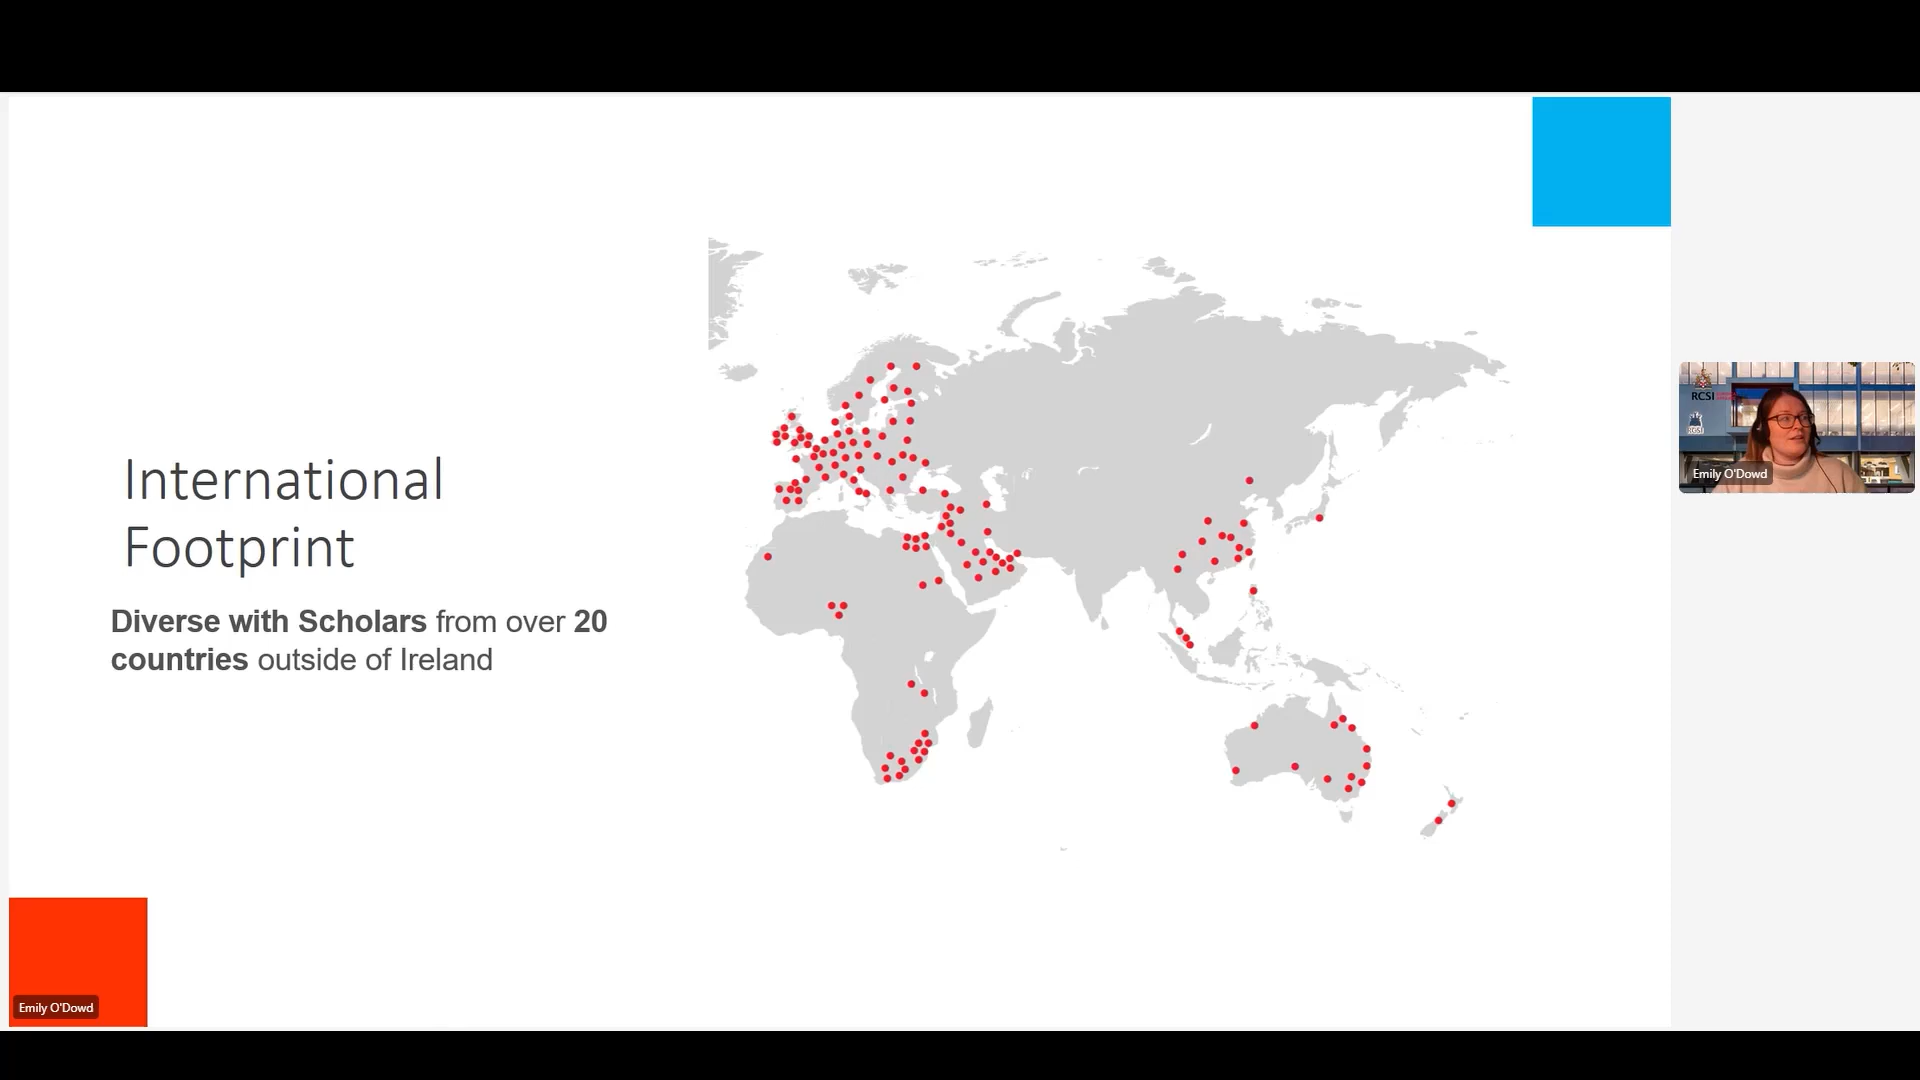 International
Footprint
Diverse with Scholars from over 20
countries outside of Ireland
RCSI
Emily O'Dowd
Emily O'Dowd